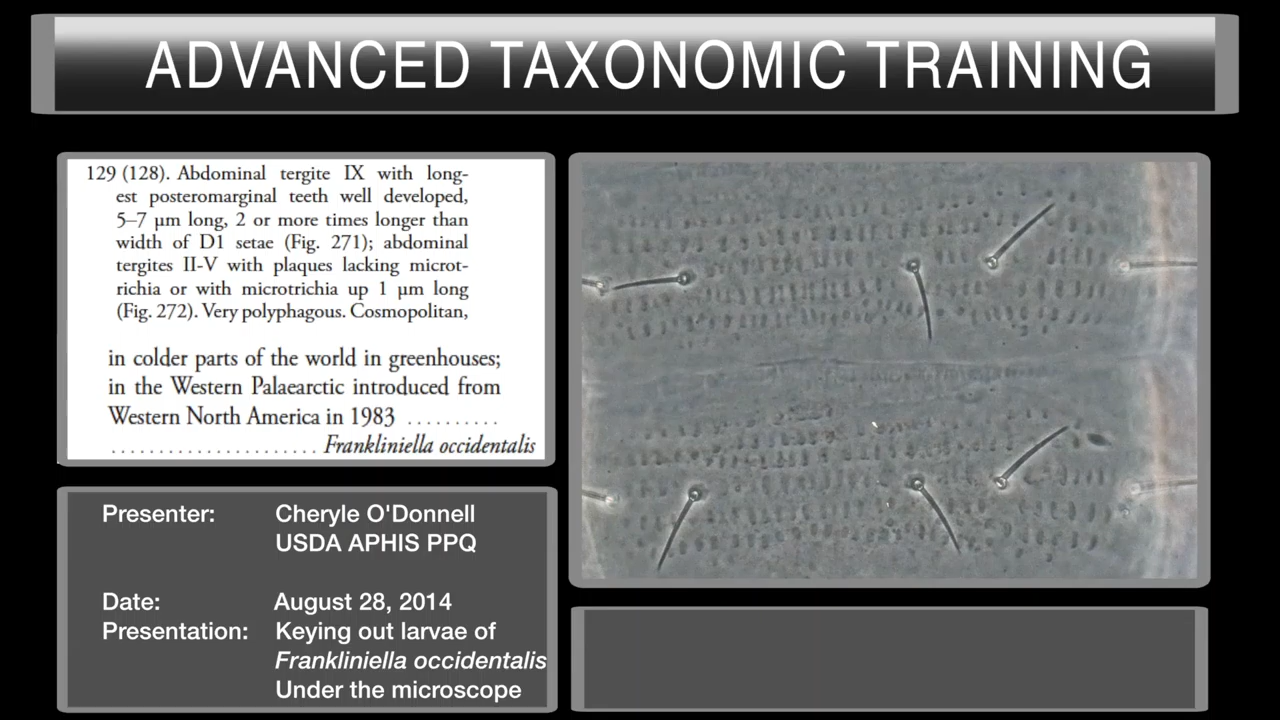 ADVANCED TAXONOMIC TRAINING
129 (128). Abdominal tergite IX with long-
est posteromarginal teeth well developed,
5–7 µm long, 2 or more times longer than
width of D1 setae (Fig. 271); abdominal
tergites II-V with plaques lacking microt-
richia or with microtrichia up 1 µm long
(Fig. 272). Very polyphagous. Cosmopolitan,
in colder parts of the world in greenhouses;
in the Western Palaearctic introduced from
Western North America in 1983 ..........
...................... Frankliniella occidentalis
Presenter: Cheryle O'Donnell
USDA APHIS PPQ
Date: August 28, 2014
Presentation: Keying out larvae of
Frankliniella occidentalis
Under the microscope